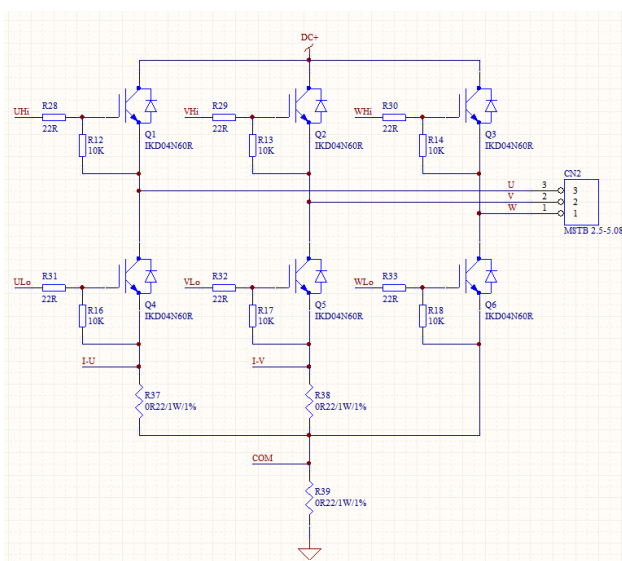 DC+
UHi
R28
22R
R12
10K
Q1
IKD04N60R
VHi
R29
22R
R13
10K
Q2
IKD04N60R
WHi
R30
22R
R14
10K
Q3
IKD04N60R
CN2
U 3 3
V 2 2
W 1 1
MSTB 2.5-5.08
ULo
R31
22R
R16
10K
Q4
IKD04N60R
VLo
R32
22R
R17
10K
Q5
IKD04N60R
WLo
R33
22R
R18
10K
Q6
IKD04N60R
I-U
I-V
R37
0R22/1W/1%
R38
0R22/1W/1%
COM
R39
0R22/1W/1%